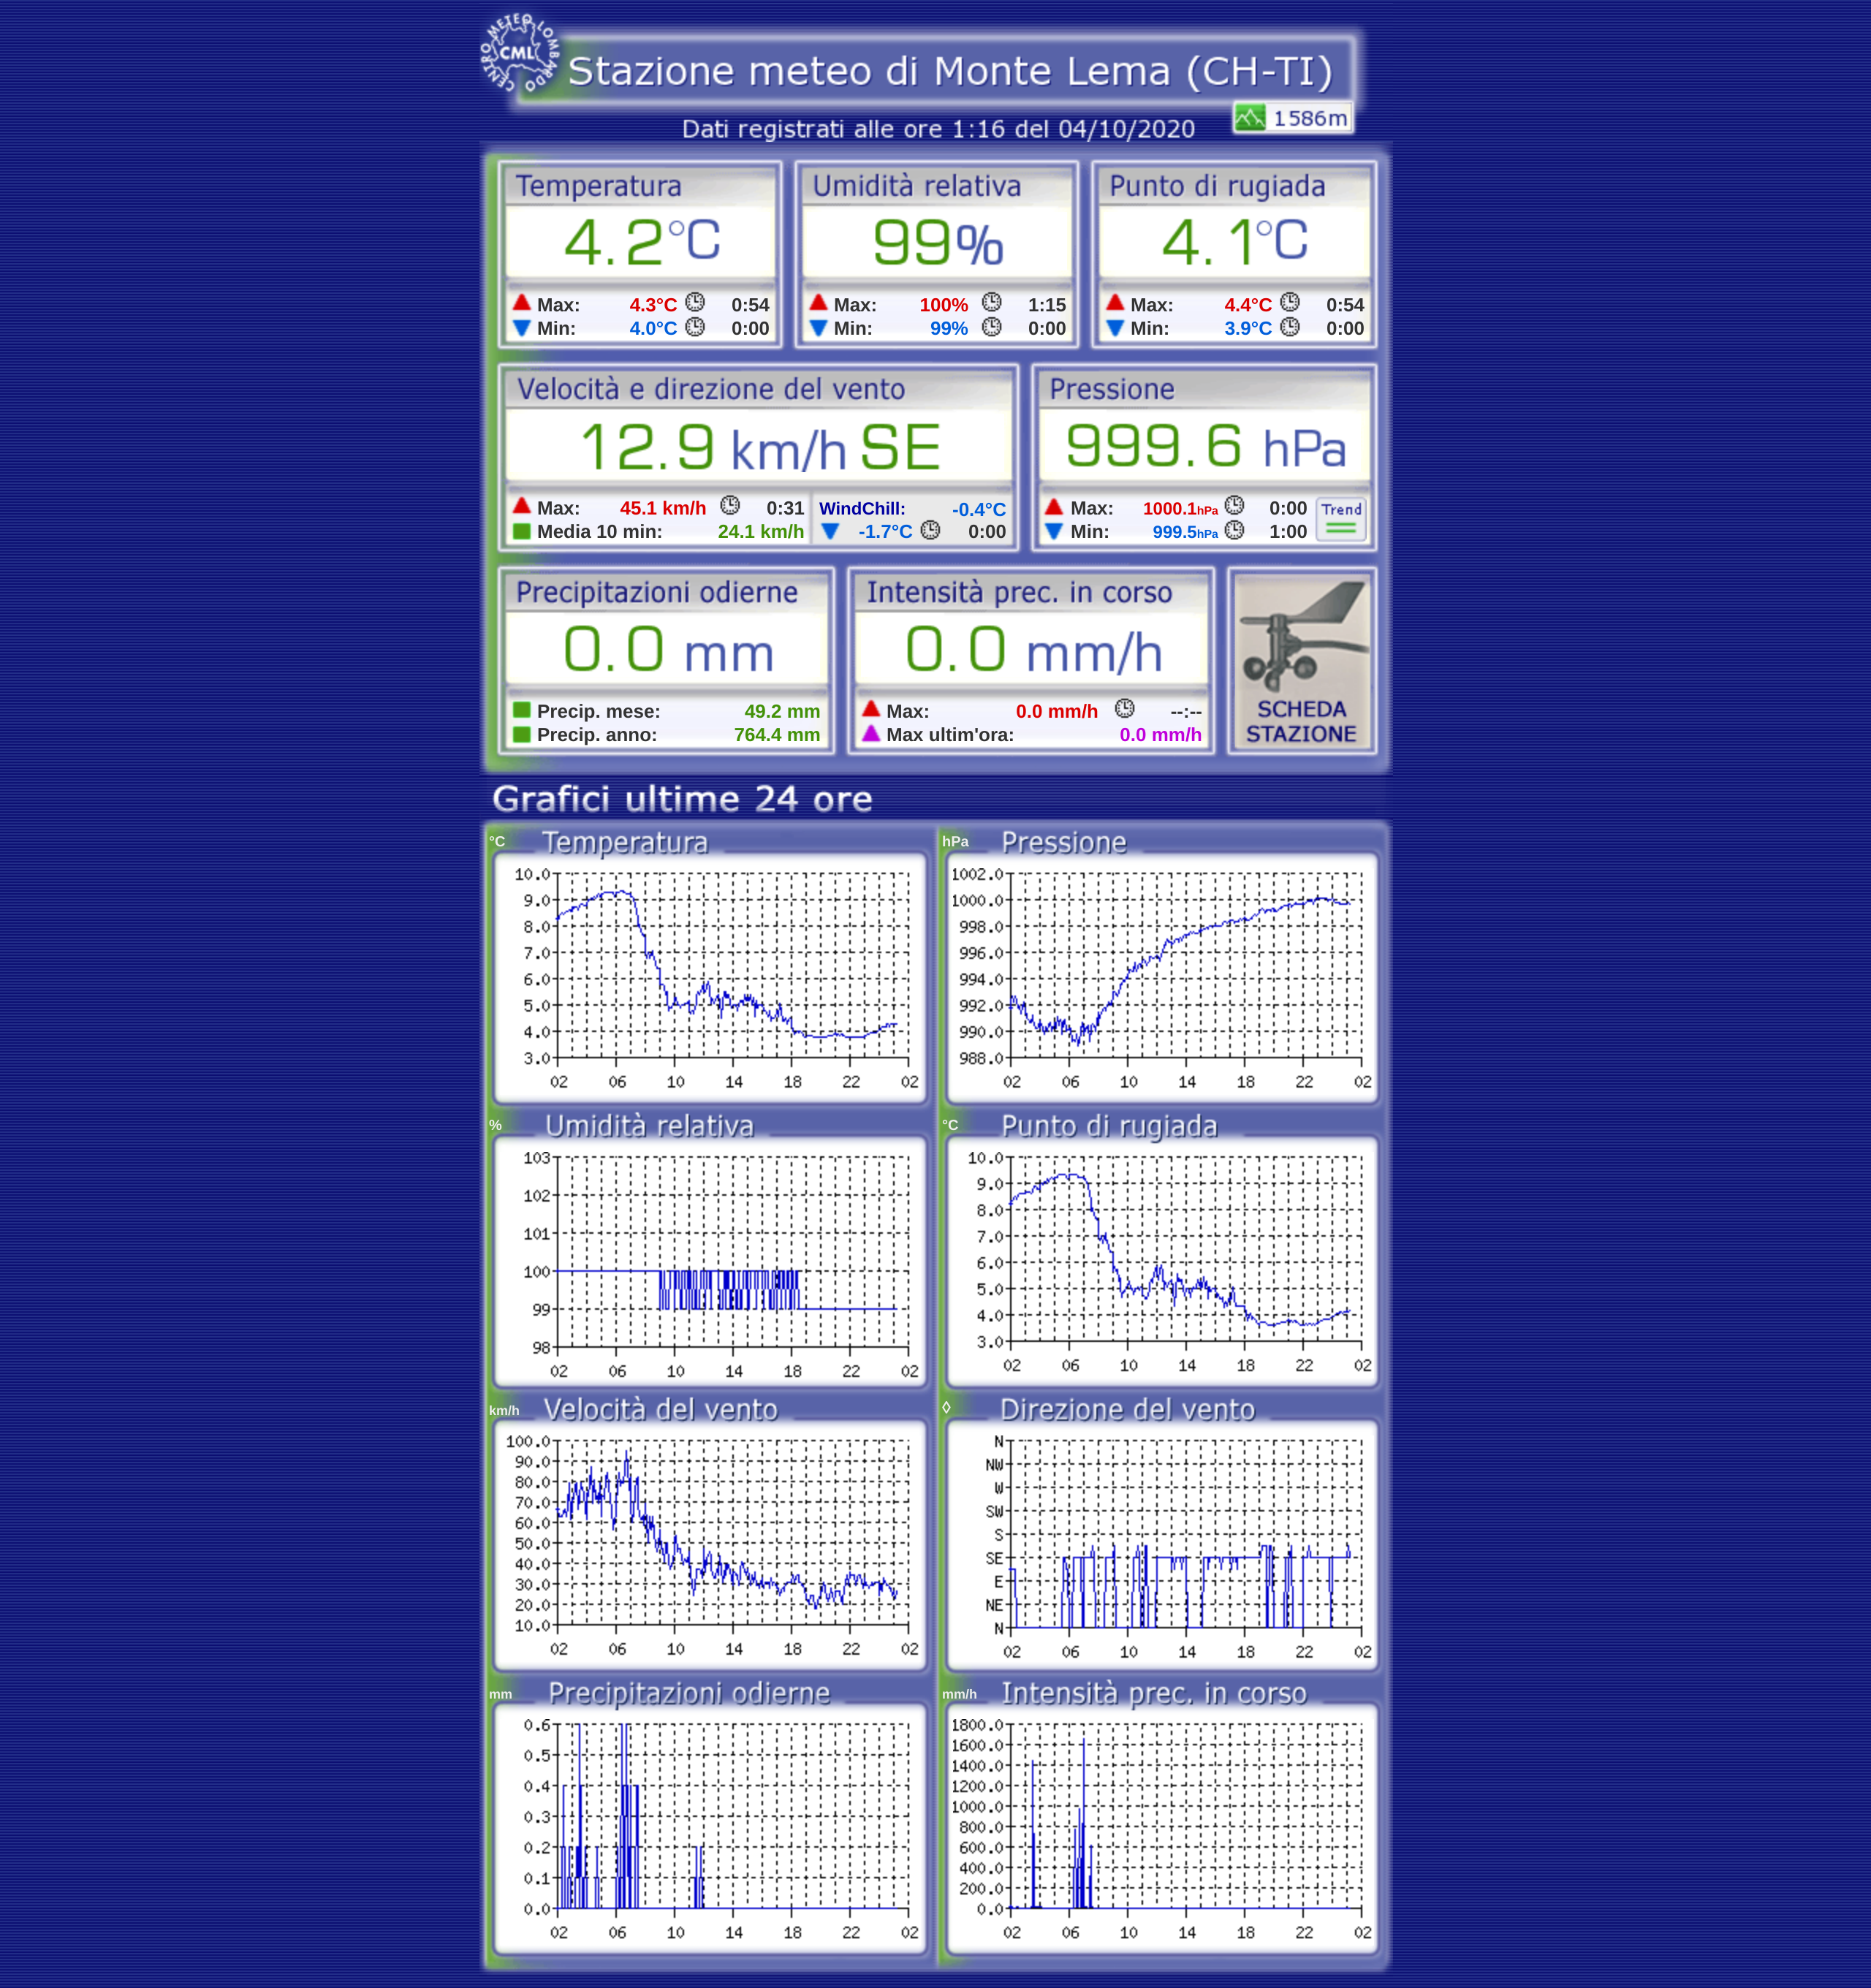 CENTRO METEO LOMBARDO
CML
Stazione meteo di Monte Lema (CH-TI)
1586m
Dati registrati alle ore 1:16 del 04/10/2020
Temperatura Umidità relativa Punto di rugiada
4.2°C 99% 4.1°C
Max: 4.3°C 0:54 Max: 100% 1:15 Max: 4.4°C 0:54
Min: 4.0°C 0:00 Min: 99% 0:00 Min: 3.9°C 0:00
Velocità e direzione del vento Pressione
12.9 km/h SE 999.6 hPa
Max: 45.1 km/h 0:31 WindChill: -0.4°C Max: 1000.1hPa 0:00 Trend
Media 10 min: 24.1 km/h -1.7°C 0:00 Min: 999.5hPa 1:00
Precipitazioni odierne Intensità prec. in corso
0.0 mm 0.0 mm/h
Precip. mese: 49.2 mm Max: 0.0 mm/h --:-- SCHEDA
Precip. anno: 764.4 mm Max ultim'ora: 0.0 mm/h STAZIONE
Grafici ultime 24 ore
°C Temperatura
10.0
9.0
8.0
7.0
6.0
5.0
4.0
3.0
02 06 10 14 18 22 02
hPa Pressione
1002.0
1000.0
998.0
996.0
994.0
992.0
990.0
988.0
02 06 10 14 18 22 02
% Umidità relativa
103
102
101
100
99
98
02 06 10 14 18 22 02
°C Punto di rugiada
10.0
9.0
8.0
7.0
6.0
5.0
4.0
3.0
02 06 10 14 18 22 02
km/h Velocità del vento
100.0
90.0
80.0
70.0
60.0
50.0
40.0
30.0
20.0
10.0
02 06 10 14 18 22 02
◊ Direzione del vento
N
NW
W
SW
S
SE
E
NE
N
02 06 10 14 18 22 02
mm Precipitazioni odierne
0.6
0.5
0.4
0.3
0.2
0.1
0.0
02 06 10 14 18 22 02
mm/h Intensità prec. in corso
1800.0
1600.0
1400.0
1200.0
1000.0
800.0
600.0
400.0
200.0
0.0
02 06 10 14 18 22 02